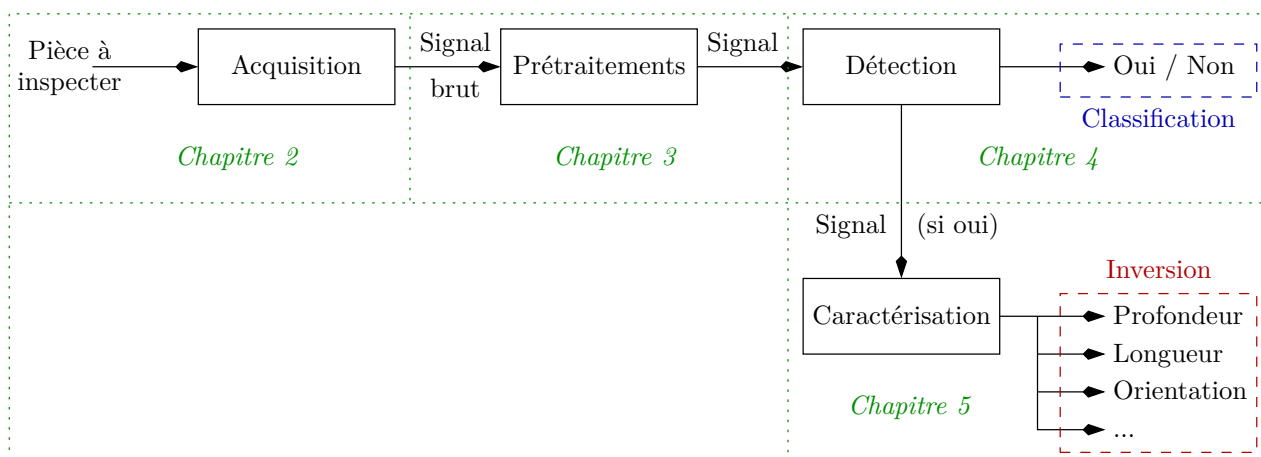 Pièce à
inspecter
Acquisition
Signal
brut
Prétraitements
Signal
Détection
Oui / Non
Classification
Chapitre 2
Chapitre 3
Chapitre 4
Signal
(si oui)
Inversion
Caractérisation
Profondeur
Longueur
Orientation
...
Chapitre 5